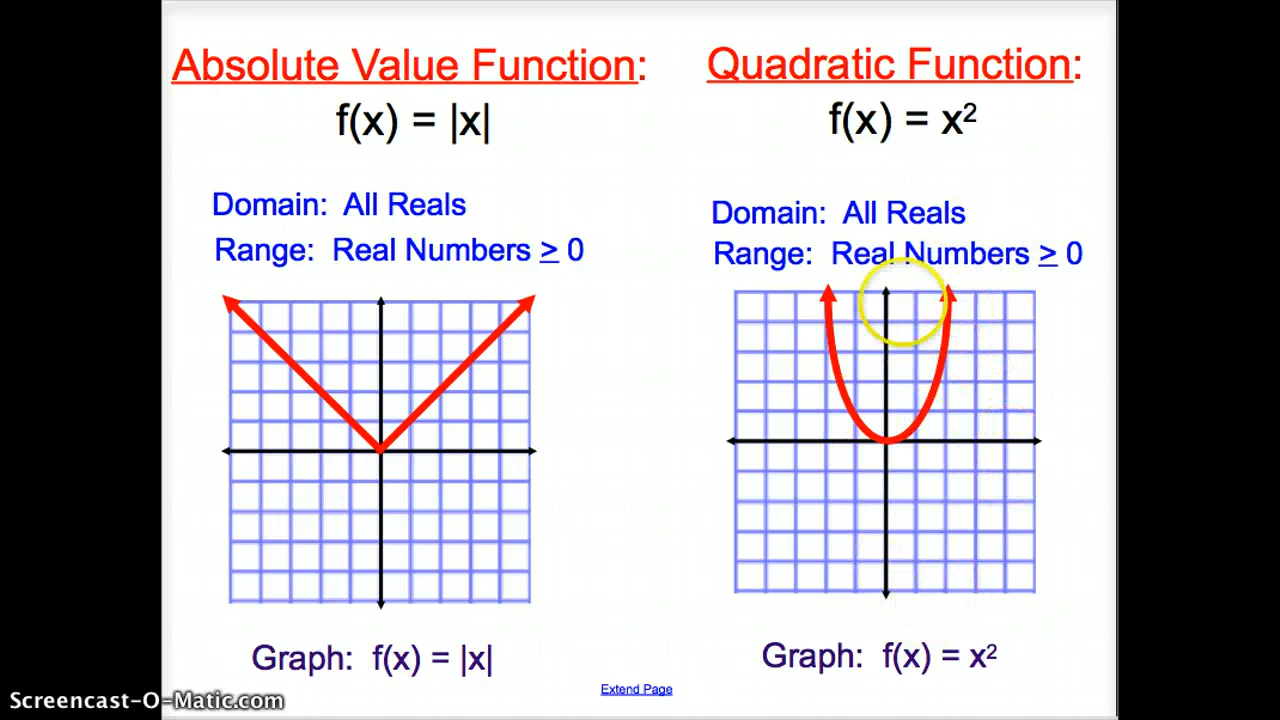 Absolute Value Function:
f(x) = |x|
Domain: All Reals
Range: Real Numbers ≥ 0
Graph: f(x) = |x|
Quadratic Function:
f(x) = x²
Domain: All Reals
Range: Real Numbers ≥ 0
Graph: f(x) = x²
Extend Page
Screencast-O-Matic.com